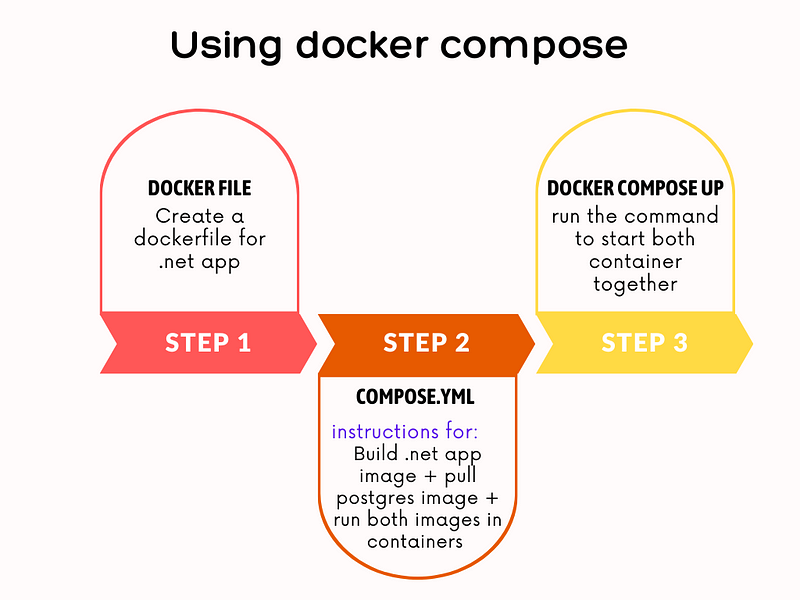 Using docker compose
DOCKER FILE
Create a
dockerfile for
.net app
STEP 1
STEP 2
COMPOSE.YML
instructions for:
Build .net app
image + pull
postgres image +
run both images in
containers
DOCKER COMPOSE UP
run the command
to start both
container
together
STEP 3